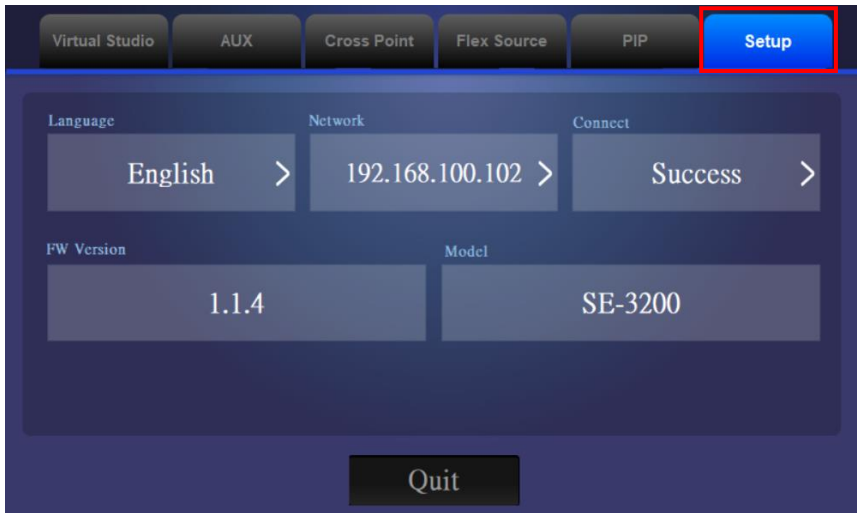 Virtual Studio AUX Cross Point Flex Source PIP Setup
Language Network Connect
English > 192.168.100.102 > Success >
FW Version Model
1.1.4 SE-3200
Quit